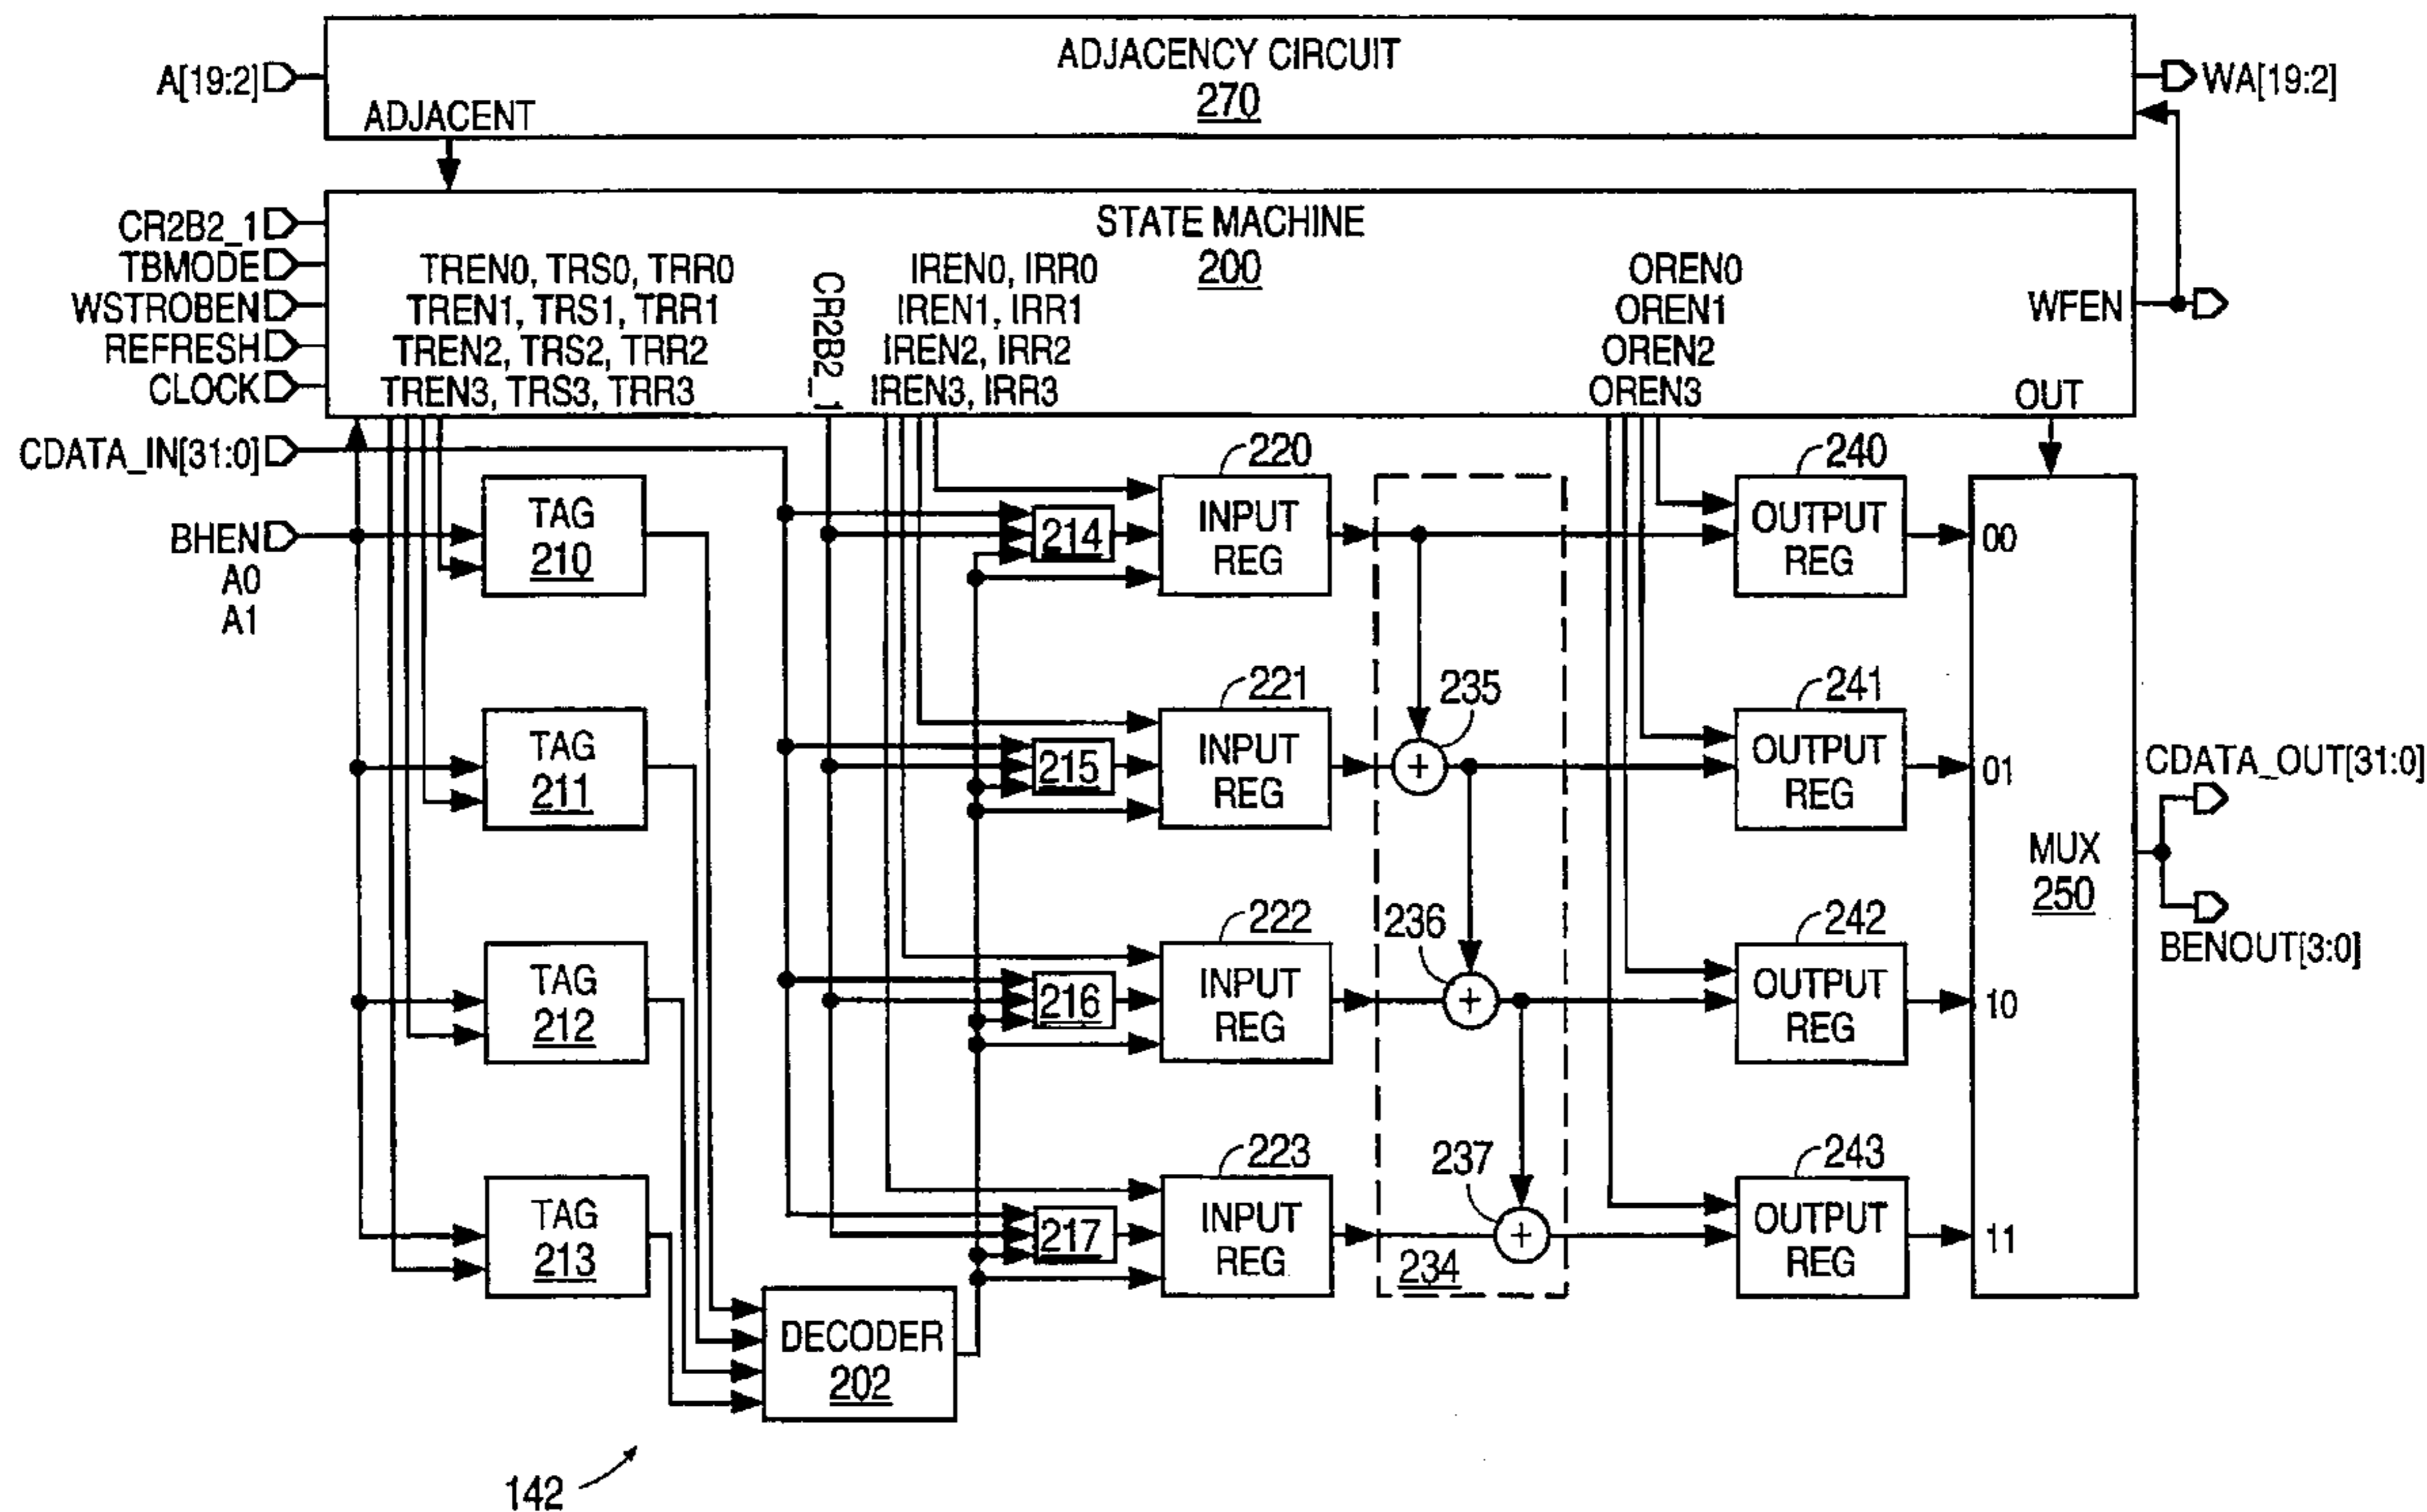 ADJACENCY CIRCUIT
270
A[19:2]
WA[19:2]
ADJACENT
STATE MACHINE
200
CR2B2_1
TBMODE
WSTROBEN
REFRESH
CLOCK
TREN0, TRS0, TRR0
TREN1, TRS1, TRR1
TREN2, TRS2, TRR2
TREN3, TRS3, TRR3
CR2B2_1
IREN0, IRR0
IREN1, IRR1
IREN2, IRR2
IREN3, IRR3
OREN0
OREN1
OREN2
OREN3
WFEN
OUT
CDATA_IN[31:0]
BHEN
A0
A1
TAG
210
214
220
INPUT
REG
240
OUTPUT
REG
00
TAG
211
215
221
INPUT
REG
235
+
241
OUTPUT
REG
01
MUX
250
CDATA_OUT[31:0]
BENOUT[3:0]
TAG
212
216
222
INPUT
REG
236
+
242
OUTPUT
REG
10
TAG
213
217
223
INPUT
REG
237
+
234
243
OUTPUT
REG
11
DECODER
202
142